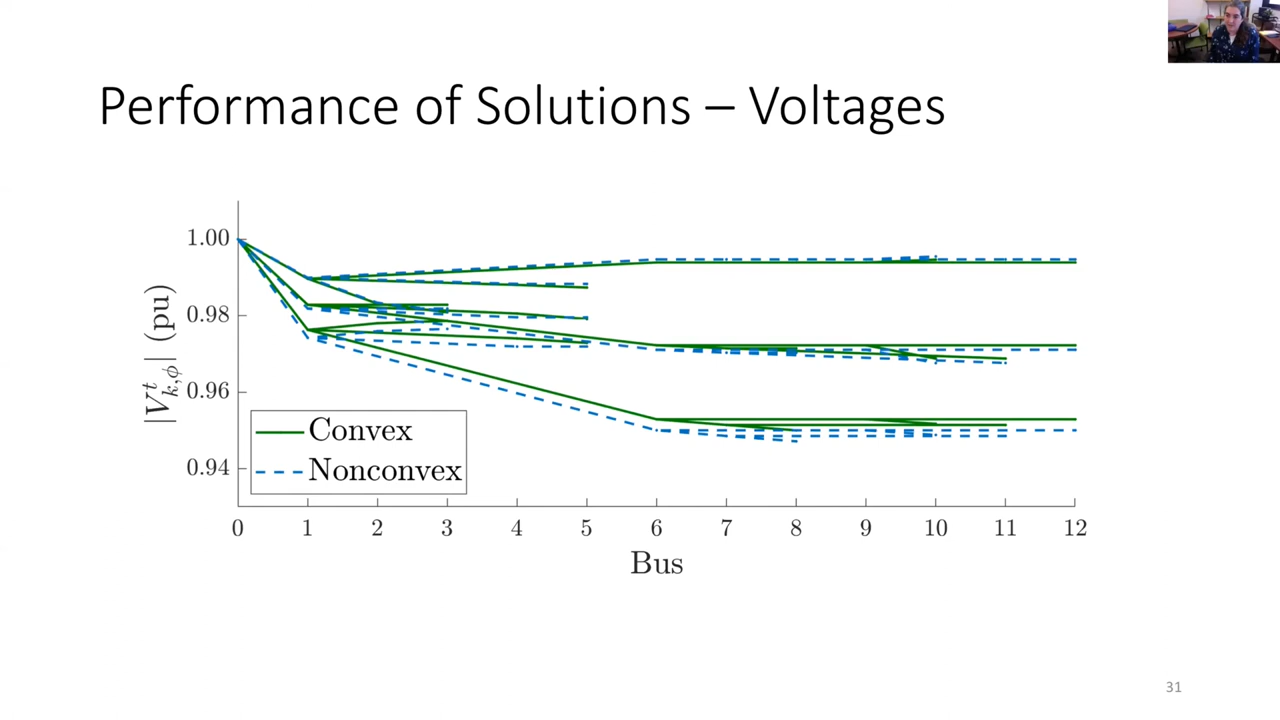 Performance of Solutions – Voltages
|V^t_{k,ϕ}| (pu)
1.00
0.98
0.96
0.94
Convex
Nonconvex
0 1 2 3 4 5 6 7 8 9 10 11 12
Bus
31